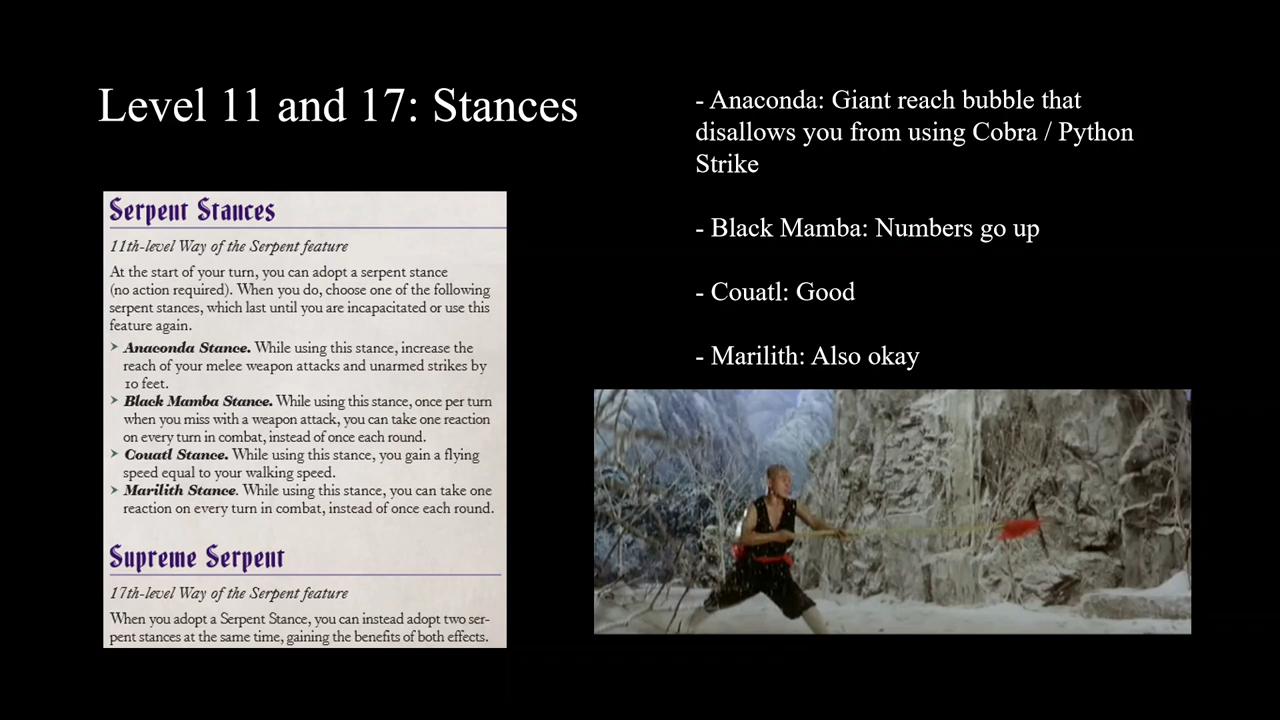 Level 11 and 17: Stances
Serpent Stances
11th-level Way of the Serpent feature
At the start of your turn, you can adopt a serpent stance
(no action required). When you do, choose one of the following
serpent stances, which last until you are incapacitated or use this
feature again.
➤ Anaconda Stance. While using this stance, increase the
reach of your melee weapon attacks and unarmed strikes by
10 feet.
➤ Black Mamba Stance. While using this stance, once per turn
when you miss with a weapon attack, you can take one reaction
on every turn in combat, instead of once each round.
➤ Couatl Stance. While using this stance, you gain a flying
speed equal to your walking speed.
➤ Marilith Stance. While using this stance, you can take one
reaction on every turn in combat, instead of once each round.
Supreme Serpent
17th-level Way of the Serpent feature
When you adopt a Serpent Stance, you can instead adopt two ser-
pent stances at the same time, gaining the benefits of both effects.
- Anaconda: Giant reach bubble that
disallows you from using Cobra / Python
Strike
- Black Mamba: Numbers go up
- Couatl: Good
- Marilith: Also okay